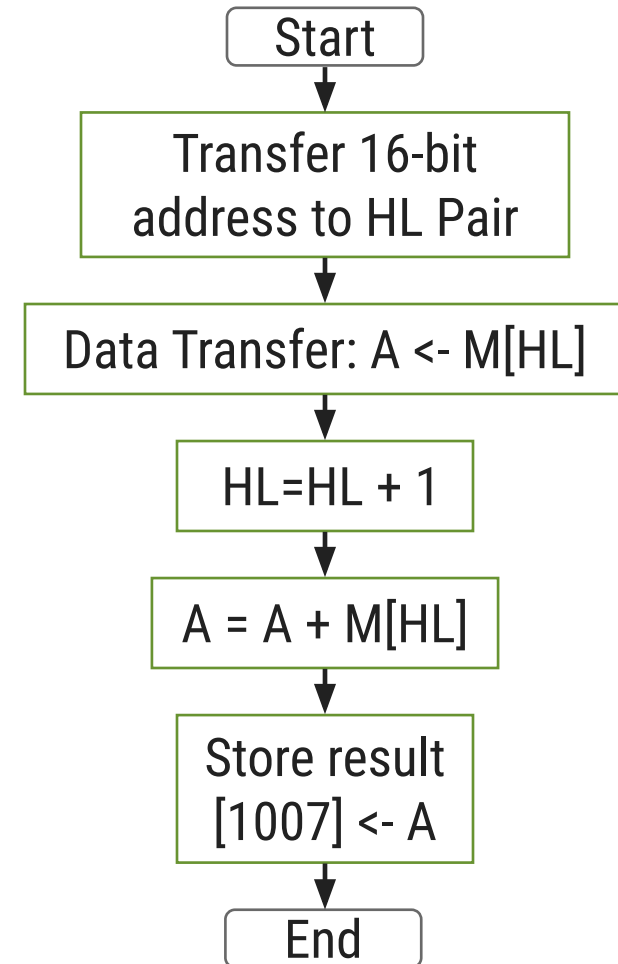 Start
Transfer 16-bit
address to HL Pair
Data Transfer: A <- M[HL]
HL=HL + 1
A = A + M[HL]
Store result
[1007] <- A
End